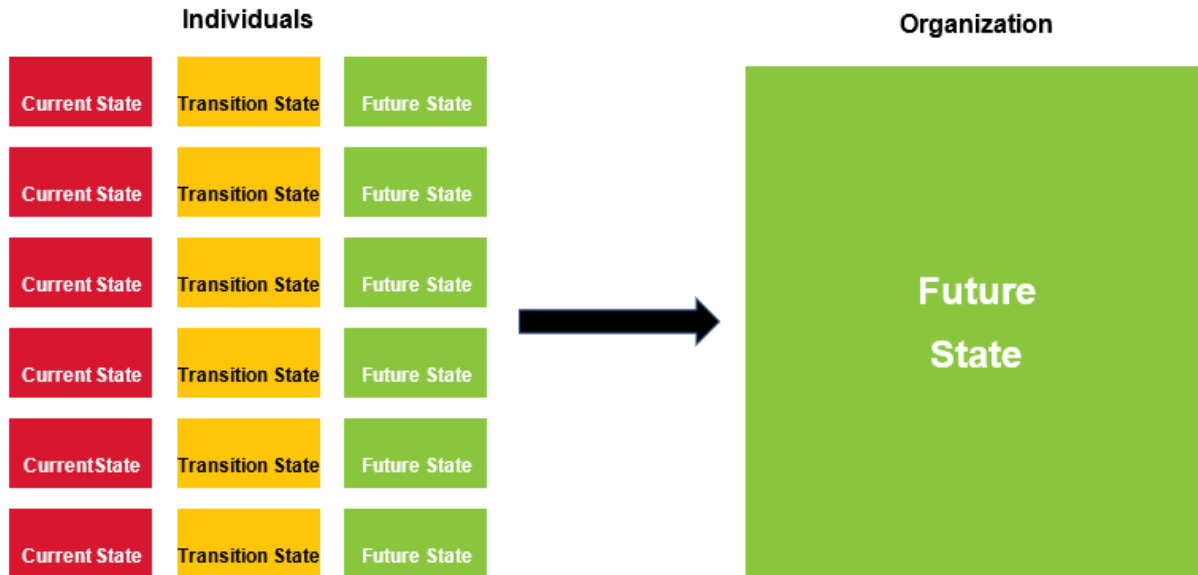 Individuals
Organization
Current State
Transition State
Future State
Current State
Transition State
Future State
Current State
Transition State
Future State
Current State
Transition State
Future State
CurrentState
Transition State
Future State
Current State
Transition State
Future State
Future
State